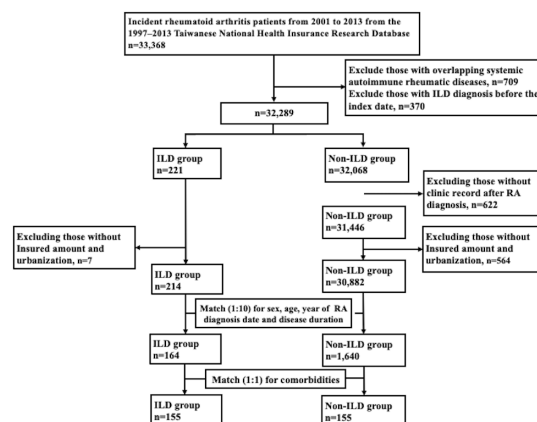 Incident rheumatoid arthritis patients from 2001 to 2013 from the
1997–2013 Taiwanese National Health Insurance Research Database
n=33,368
Exclude those with overlapping systemic
autoimmune rheumatic diseases, n=709
Exclude those with ILD diagnosis before the
index date, n=370
n=32,289
ILD group
n=221
Non-ILD group
n=32,068
Excluding those without
clinic record after RA
diagnosis, n=622
Non-ILD group
n=31,446
Excluding those without
Insured amount and
urbanization, n=7
Excluding those without
Insured amount and
urbanization, n=564
ILD group
n=214
Non-ILD group
n=30,882
Match (1:10) for sex, age, year of RA
diagnosis date and disease duration
ILD group
n=164
Non-ILD group
n=1,640
Match (1:1) for comorbidities
ILD group
n=155
Non-ILD group
n=155